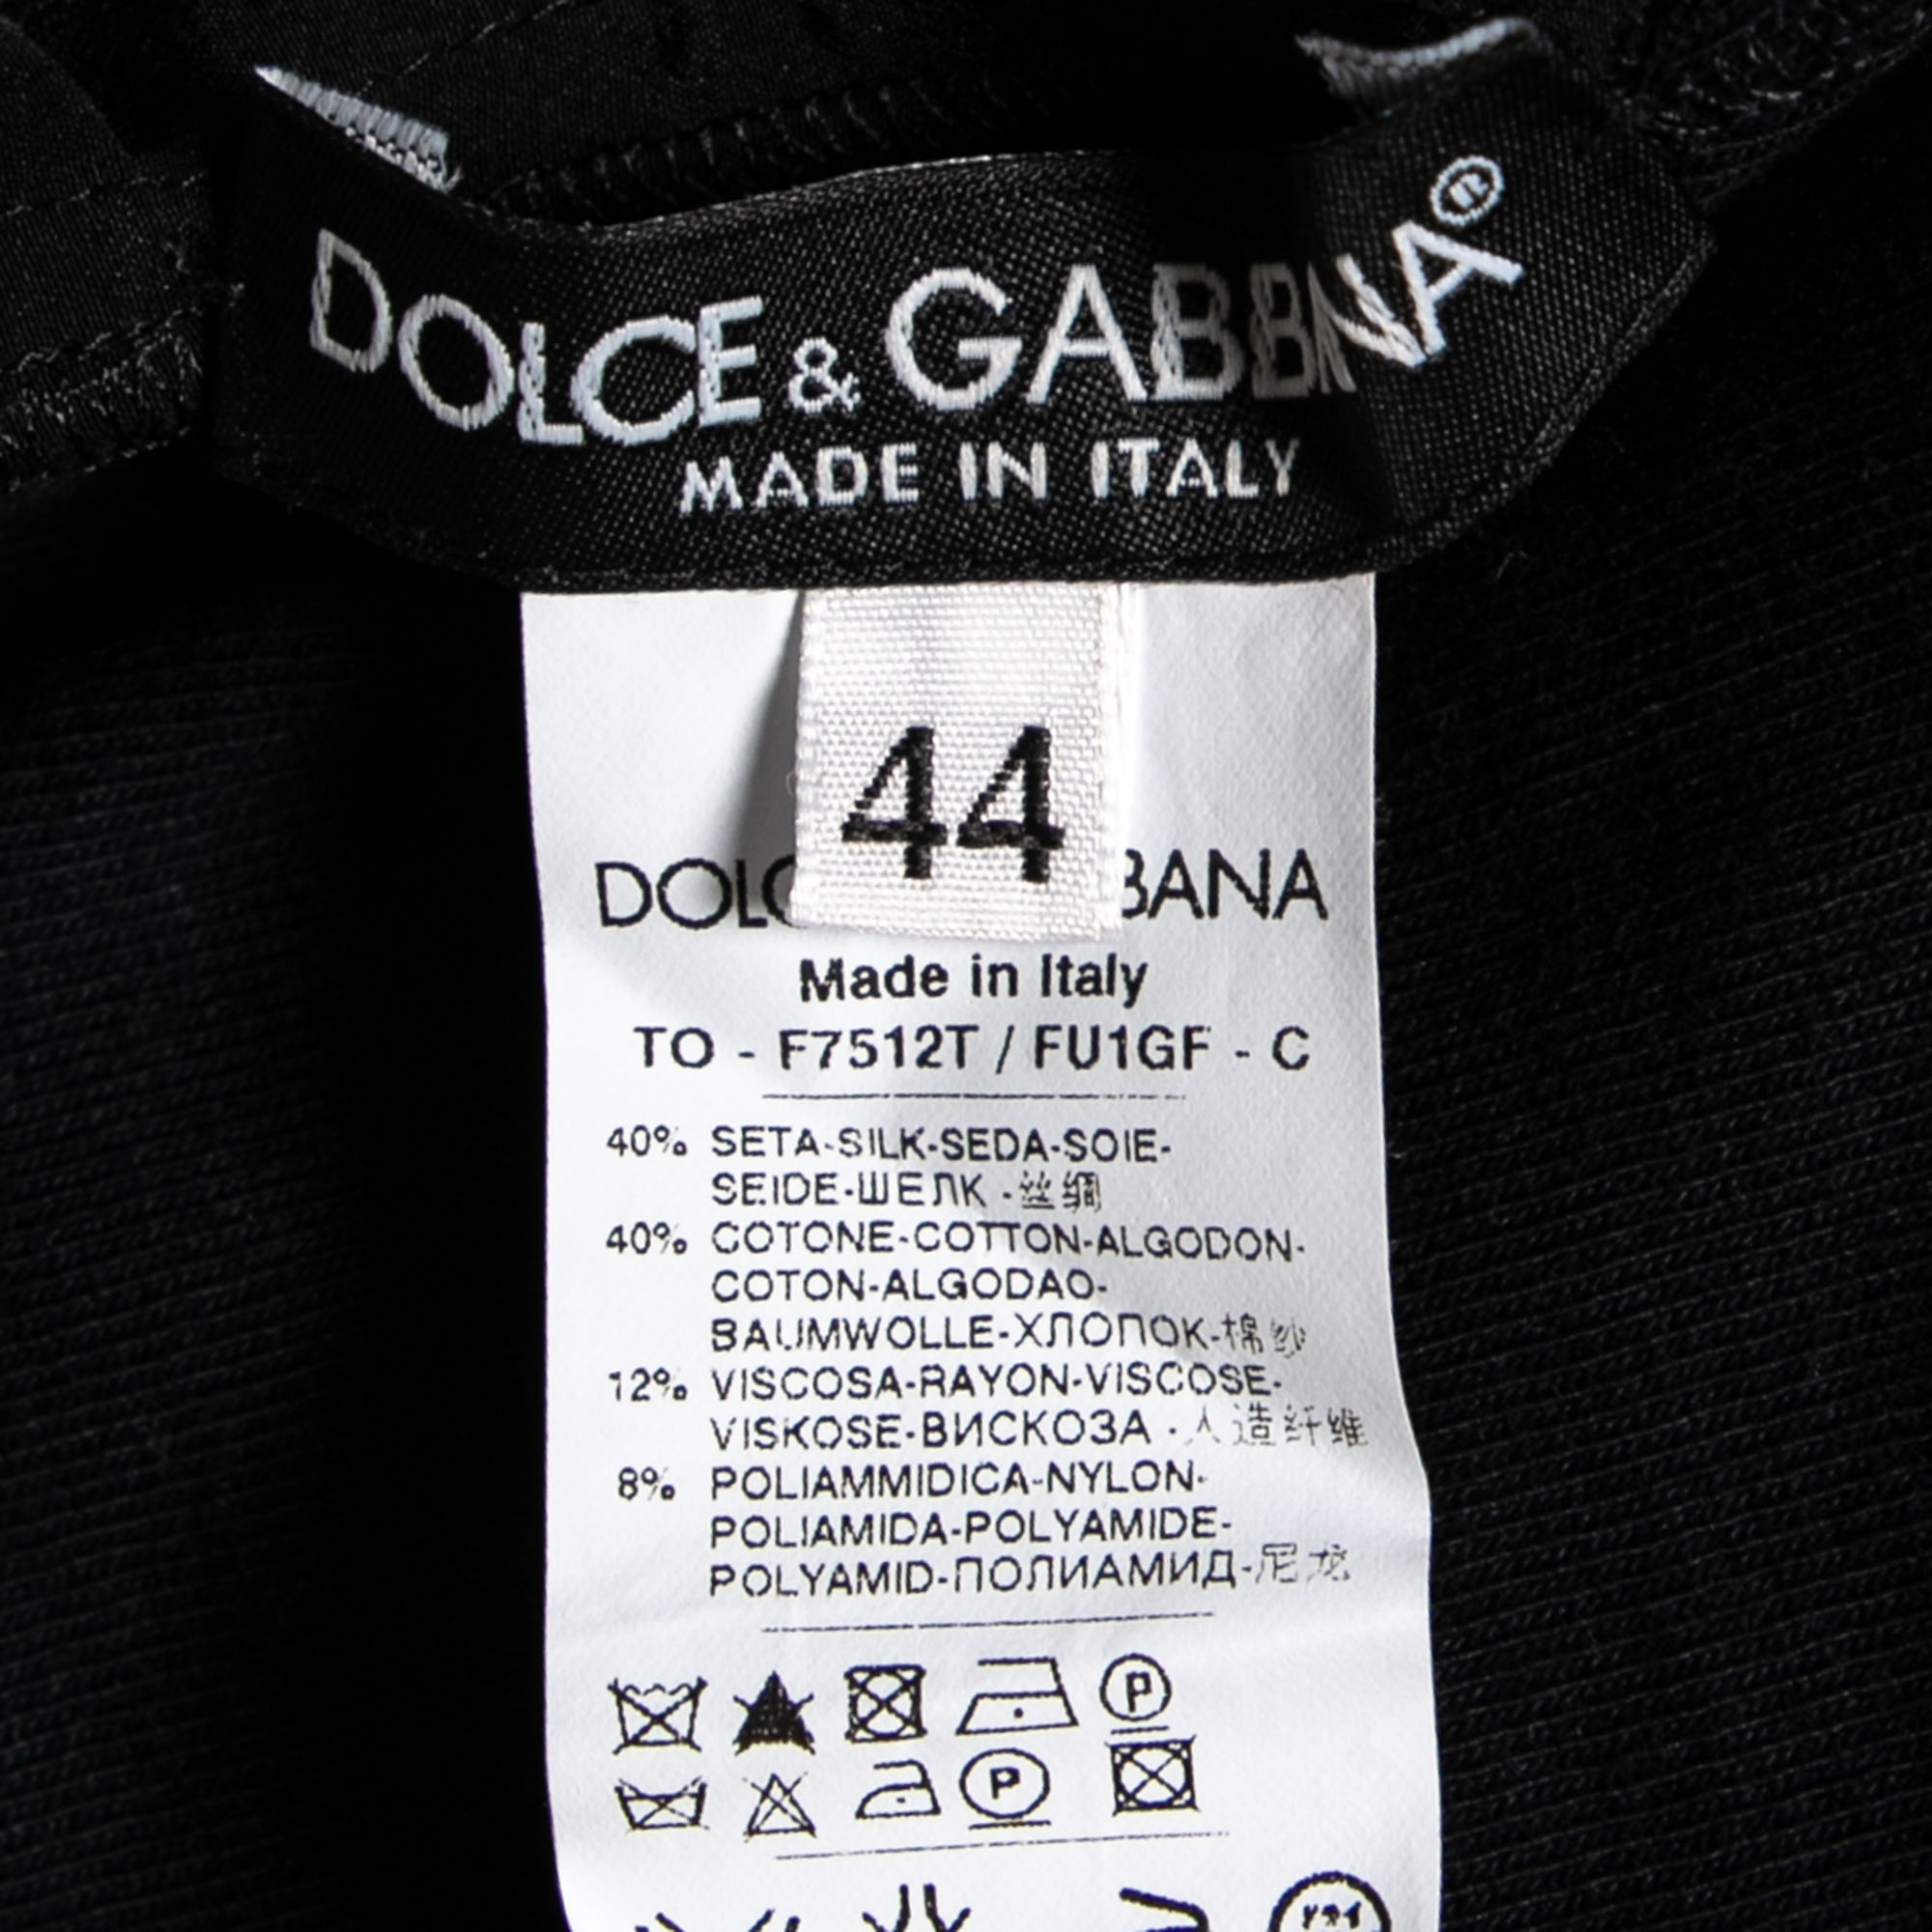 DOLCE & GABBANA®
MADE IN ITALY
44
Made in Italy
TO - F7512T / FU1GF - C
40% SETA-SILK-SEDA-SOIE-
SEIDE-ШЕЛК -丝绸
40% COTONE-COTTON-ALGODON-
COTON-ALGODAO-
BAUMWOLLE-ХЛОПОК-棉纱
12% VISCOSA-RAYON-VISCOSE-
VISKOSE-ВИСКОЗА -人造纤维
8% POLIAMMIDICA-NYLON-
POLIAMIDA-POLYAMIDE-
POLYAMID-ПОЛИАМИД-尼龙
P
P